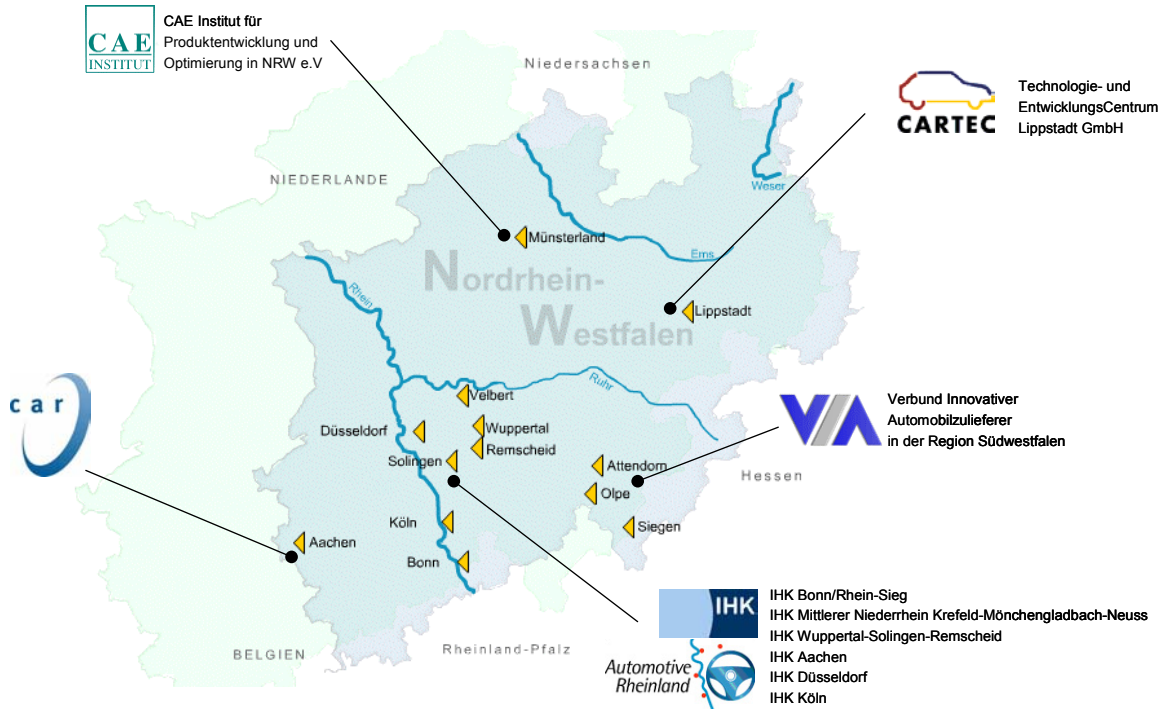 CAE
INSTITUT
CAE Institut für
Produktentwicklung und
Optimierung in NRW e.V
Niedersachsen
CARTEC
Technologie- und
EntwicklungsCentrum
Lippstadt GmbH
NIEDERLANDE
Weser
Münsterland
Ems
Nordrhein-
Westfalen
Rhein
Lippstadt
Ruhr
car
Velbert
VIA
Verbund Innovativer
Automobilzulieferer
in der Region Südwestfalen
Düsseldorf
Wuppertal
Remscheid
Solingen
Attendorn
Olpe
Hessen
Köln
Siegen
Aachen
Bonn
IHK
IHK Bonn/Rhein-Sieg
IHK Mittlerer Niederrhein Krefeld-Mönchengladbach-Neuss
IHK Wuppertal-Solingen-Remscheid
IHK Aachen
IHK Düsseldorf
IHK Köln
Rheinland-Pfalz
BELGIEN
Automotive
Rheinland